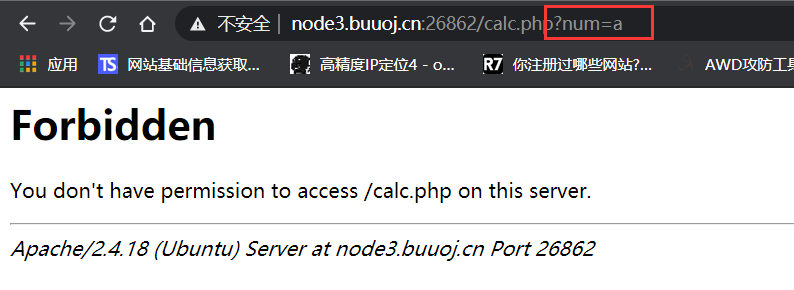 不安全 | node3.buuoj.cn:26862/calc.php?num=a
应用 TS 网站基础信息获取... 高精度IP定位4 - o... R7 你注册过哪些网站?... AWD攻防工具
Forbidden
You don't have permission to access /calc.php on this server.
Apache/2.4.18 (Ubuntu) Server at node3.buuoj.cn Port 26862